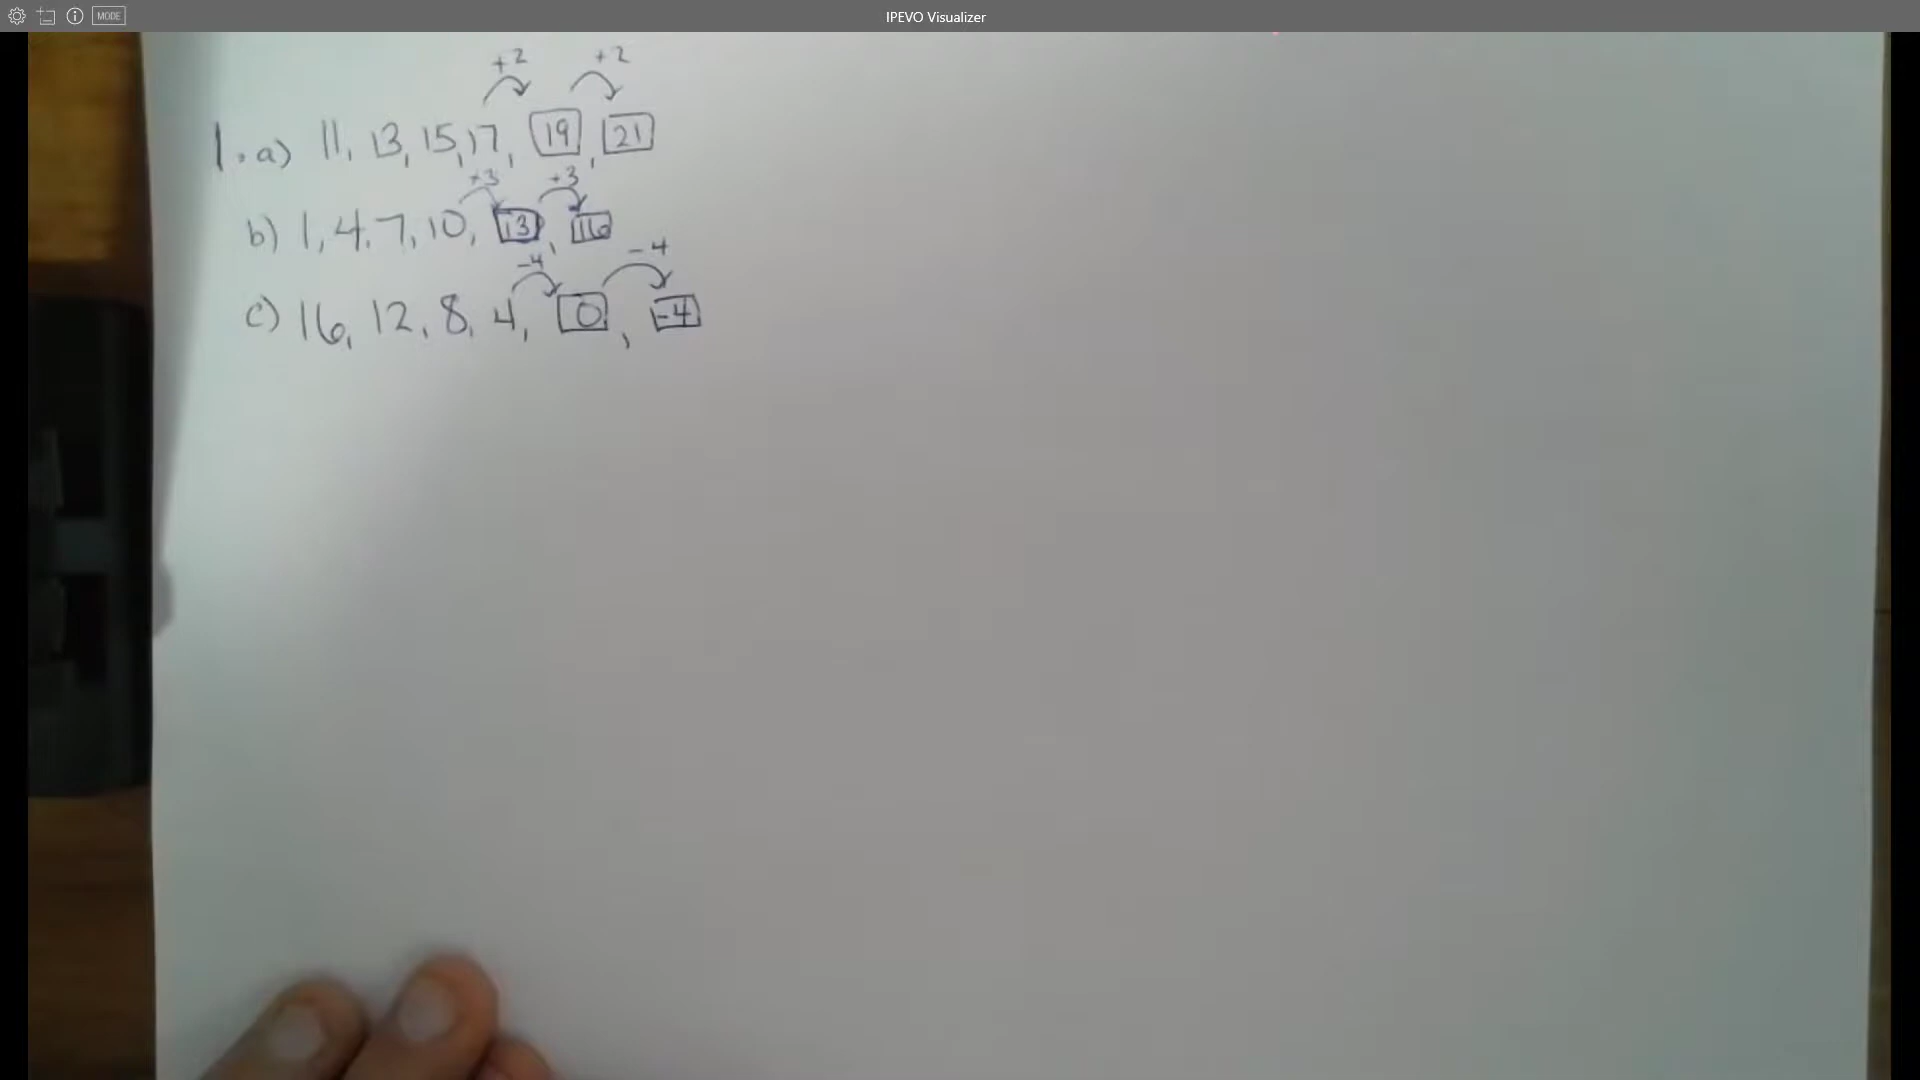 MODE
IPEVO Visualizer
+2 +2
1. a) 11, 13, 15, 17, 19, 21
+3 +3
b) 1, 4, 7, 10, 13, 16
-4 -4
c) 16, 12, 8, 4, 0, -4